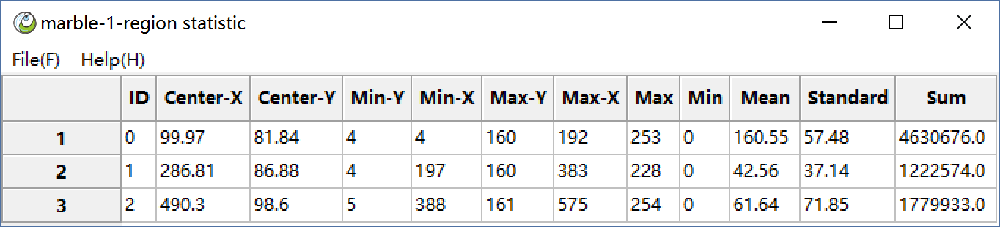 marble-1-region statistic
File(F) Help(H)
ID Center-X Center-Y Min-Y Min-X Max-Y Max-X Max Min Mean Standard Sum
1 0 99.97 81.84 4 4 160 192 253 0 160.55 57.48 4630676.0
2 1 286.81 86.88 4 197 160 383 228 0 42.56 37.14 1222574.0
3 2 490.3 98.6 5 388 161 575 254 0 61.64 71.85 1779933.0